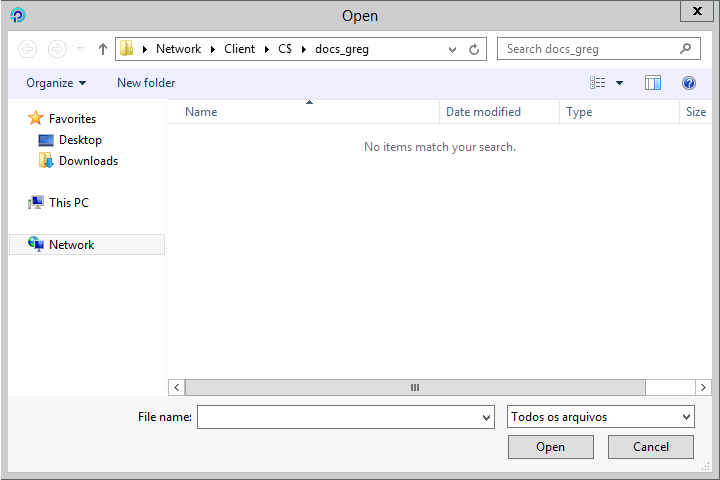 Open
Network Client C$ docs_greg
Search docs_greg
Organize New folder
Name Date modified Type Size
No items match your search.
Favorites
Desktop
Downloads
This PC
Network
File name: Todos os arquivos
Open Cancel